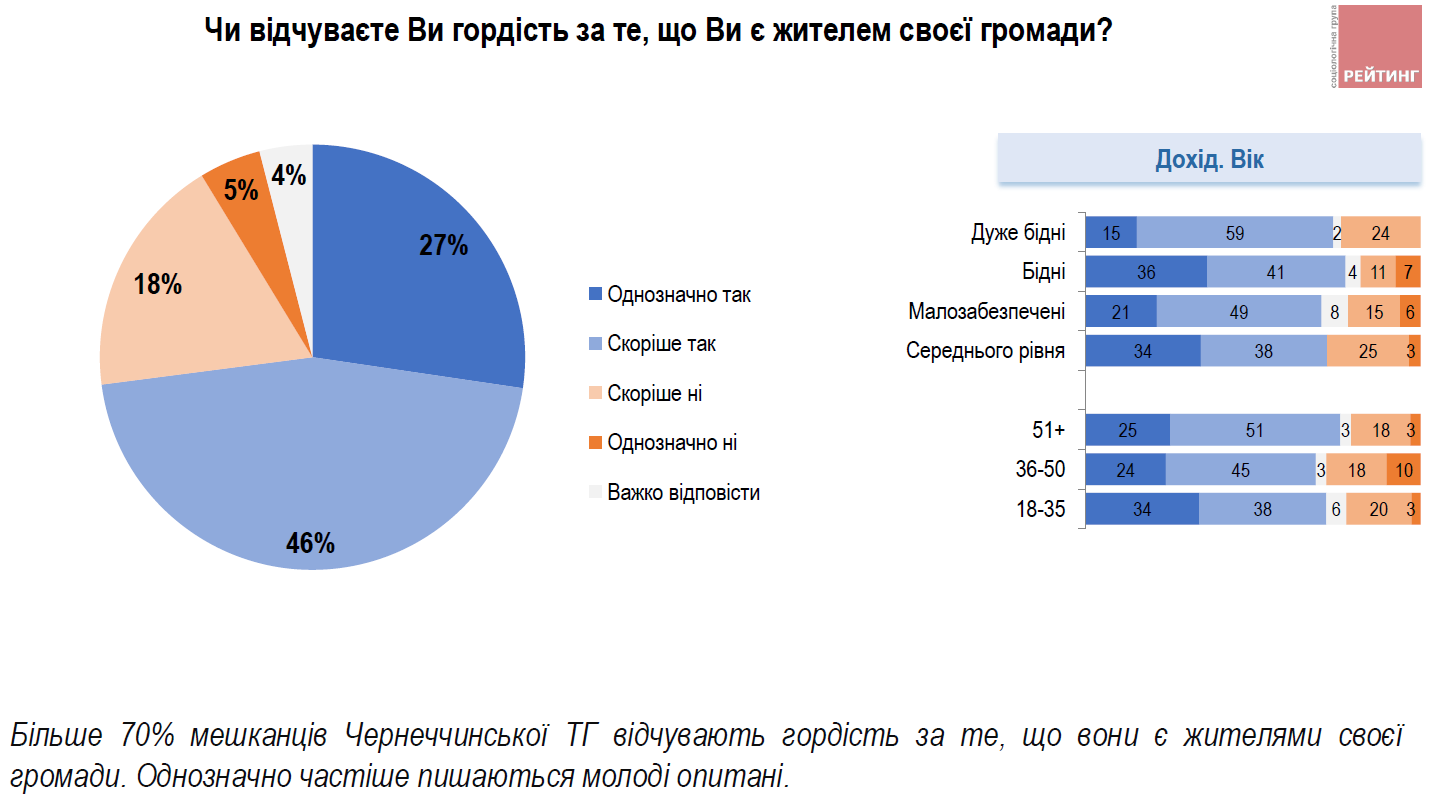 Чи відчуваєте Ви гордість за те, що Ви є жителем своєї громади?
соціологічна група
РЕЙТИНГ
27%
46%
18%
5%
4%
Однозначно так
Скоріше так
Скоріше ні
Однозначно ні
Важко відповісти
Дохід. Вік
Дуже бідні 15 59 2 24
Бідні 36 41 4 11 7
Малозабезпечені 21 49 8 15 6
Середнього рівня 34 38 25 3
51+ 25 51 3 18 3
36-50 24 45 3 18 10
18-35 34 38 6 20 3
Більше 70% мешканців Чернеччинської ТГ відчувають гордість за те, що вони є жителями своєї
громади. Однозначно частіше пишаються молоді опитані.